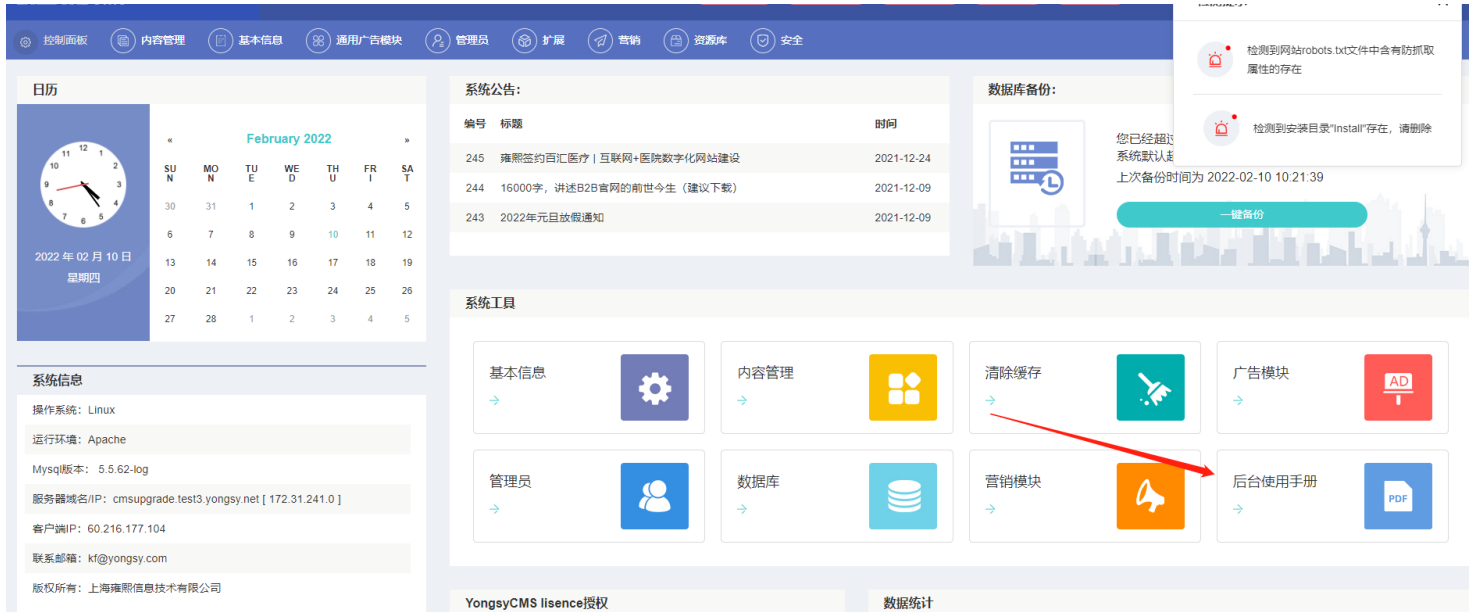 控制面板 内容管理 基本信息 通用广告模块 管理员 扩展 营销 资源库 安全
检测到网站robots.txt文件中含有防抓取
属性的存在
检测到安装目录"Install"存在，请删除
日历
12
1
2
3
4
5
6
7
8
9
10
11
2022 年 02 月 10 日
星期四
« February 2022 »
SUN MON TUE WED THU FRI SAT
30 31 1 2 3 4 5
6 7 8 9 10 11 12
13 14 15 16 17 18 19
20 21 22 23 24 25 26
27 28 1 2 3 4 5
系统公告：
编号 标题 时间
245 雍熙签约百汇医疗 | 互联网+医院数字化网站建设 2021-12-24
244 16000字，讲述B2B官网的前世今生（建议下载） 2021-12-09
243 2022年元旦放假通知 2021-12-09
数据库备份：
您已经超过
系统默认超
上次备份时间为 2022-02-10 10:21:39
一键备份
系统信息
操作系统：Linux
运行环境：Apache
Mysql版本： 5.5.62-log
服务器域名/IP：cmsupgrade.test3.yongsy.net [ 172.31.241.0 ]
客户端IP：60.216.177.104
联系邮箱：kf@yongsy.com
版权所有：上海雍熙信息技术有限公司
系统工具
基本信息
内容管理
清除缓存
广告模块
AD
管理员
数据库
营销模块
后台使用手册
PDF
YongsyCMS lisence授权
数据统计